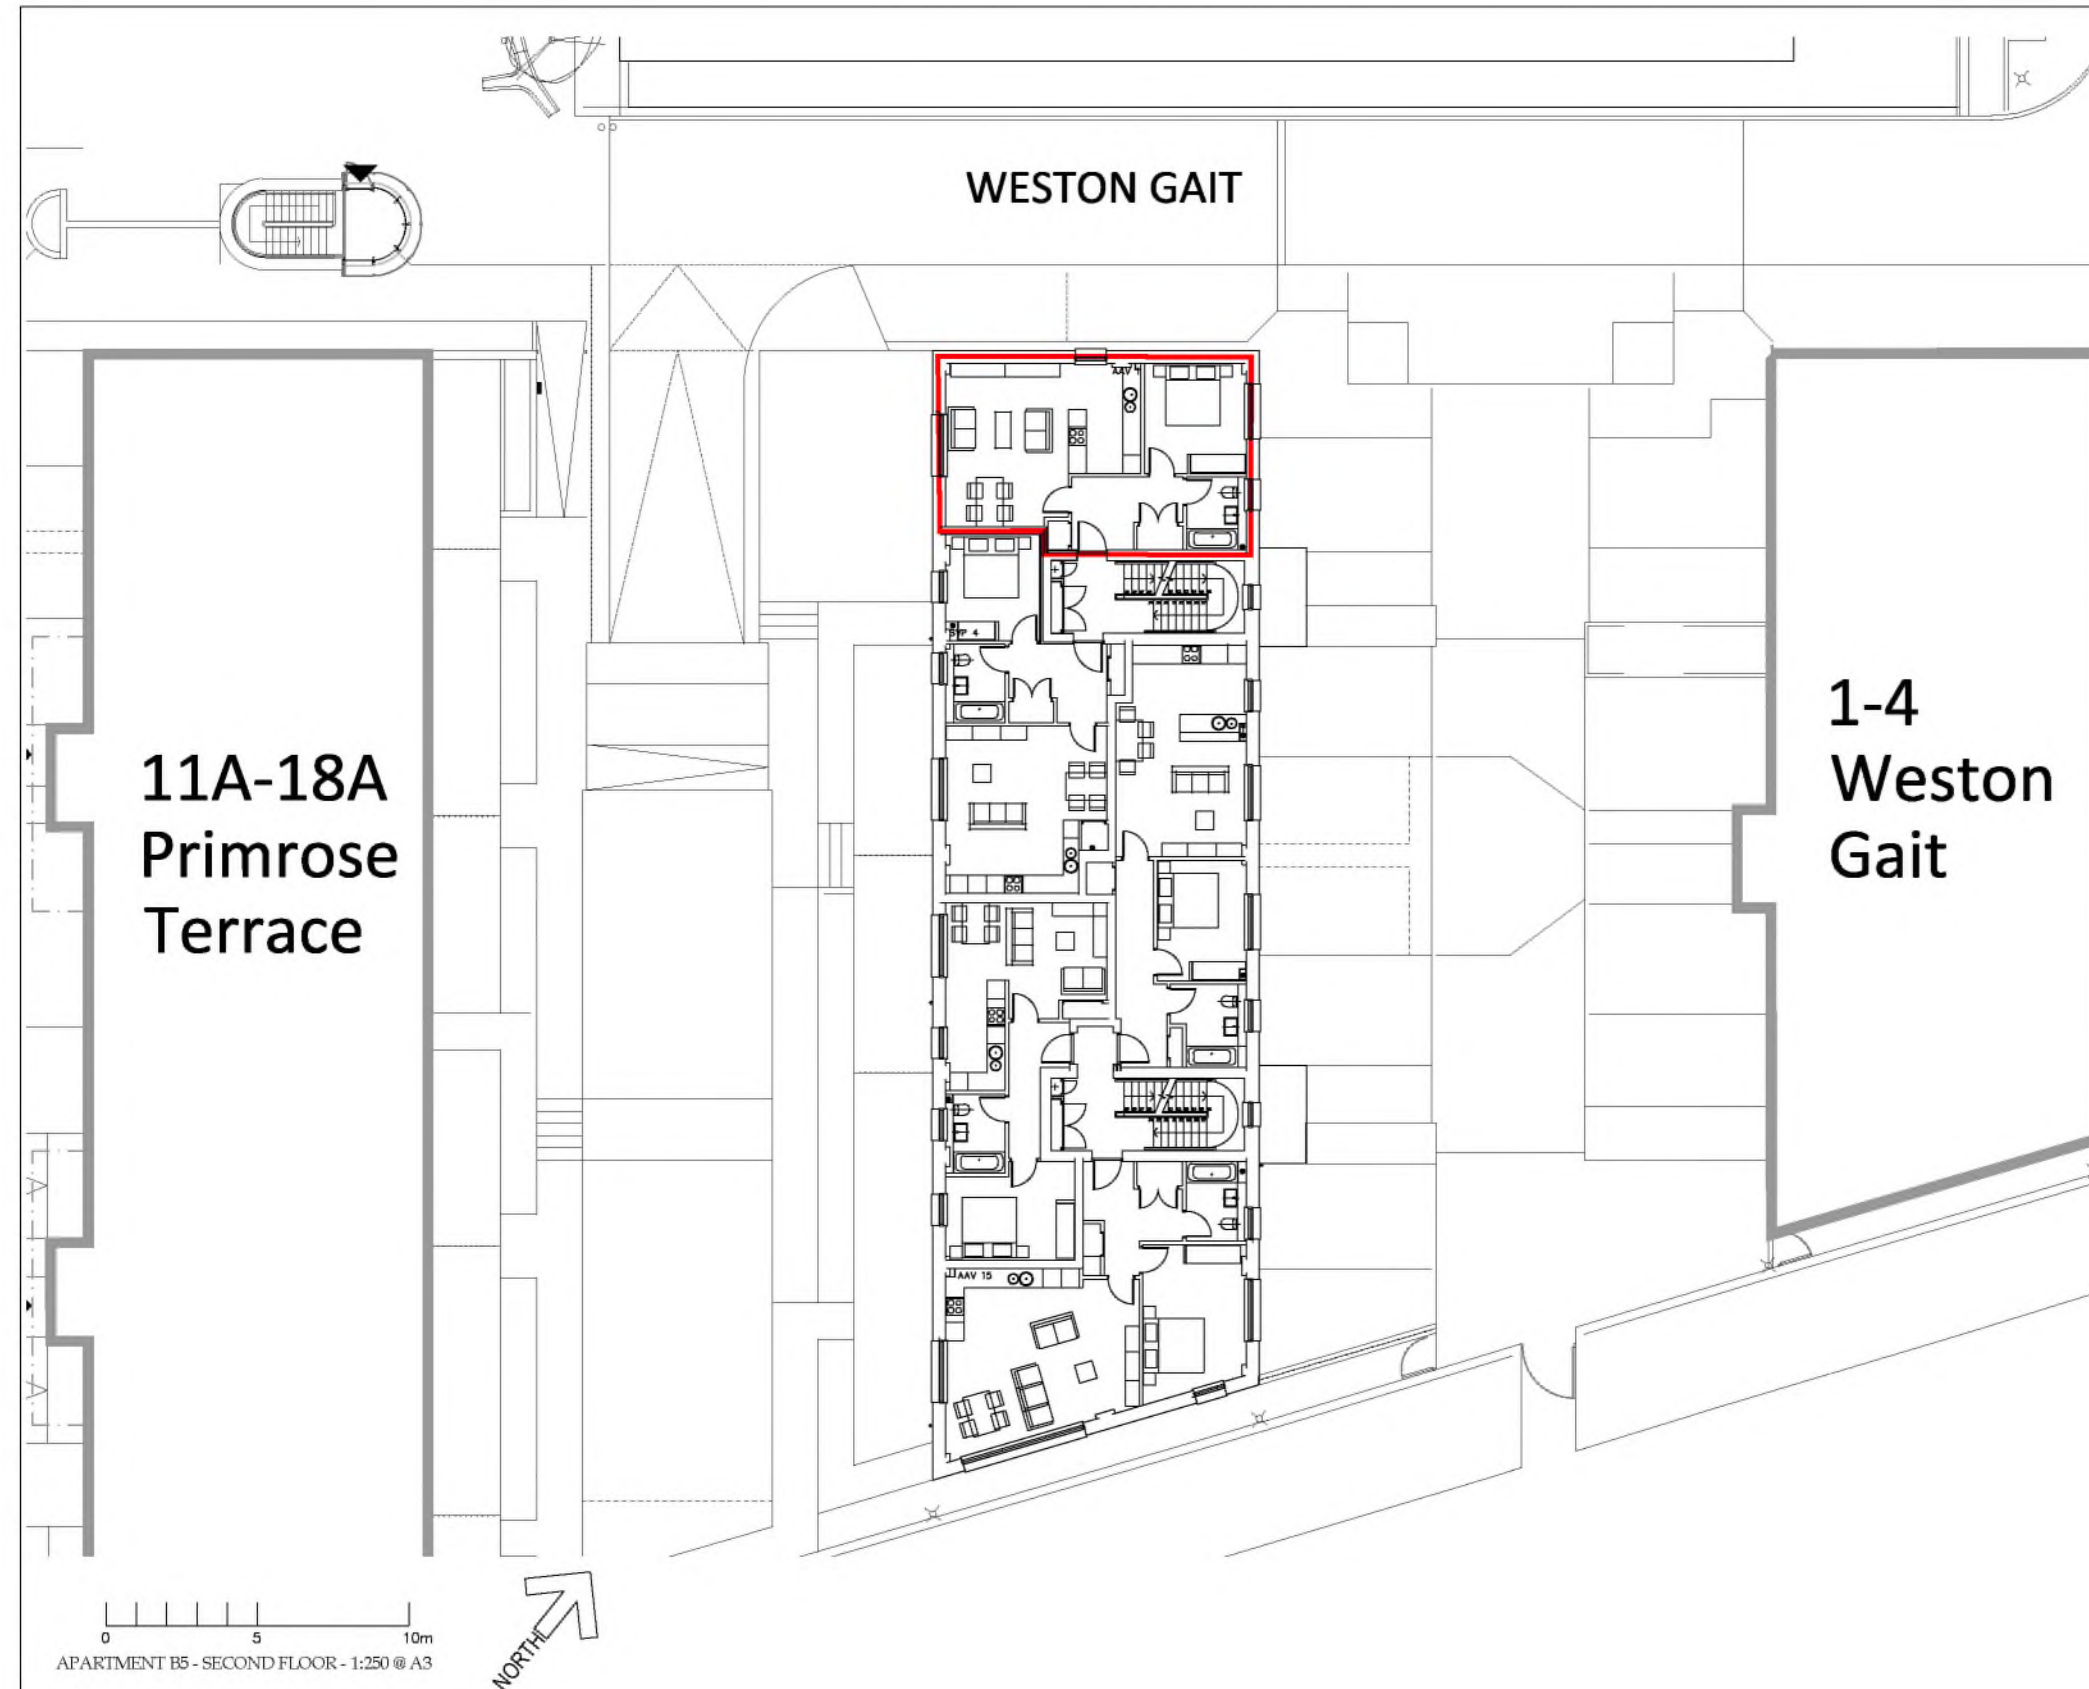 WESTON GAIT
AAV 1
SVP 4
1-4
Weston
Gait
11A-18A
Primrose
Terrace
AAV 15
0 5 10m
APARTMENT B5 - SECOND FLOOR - 1:250 @ A3
NORTH